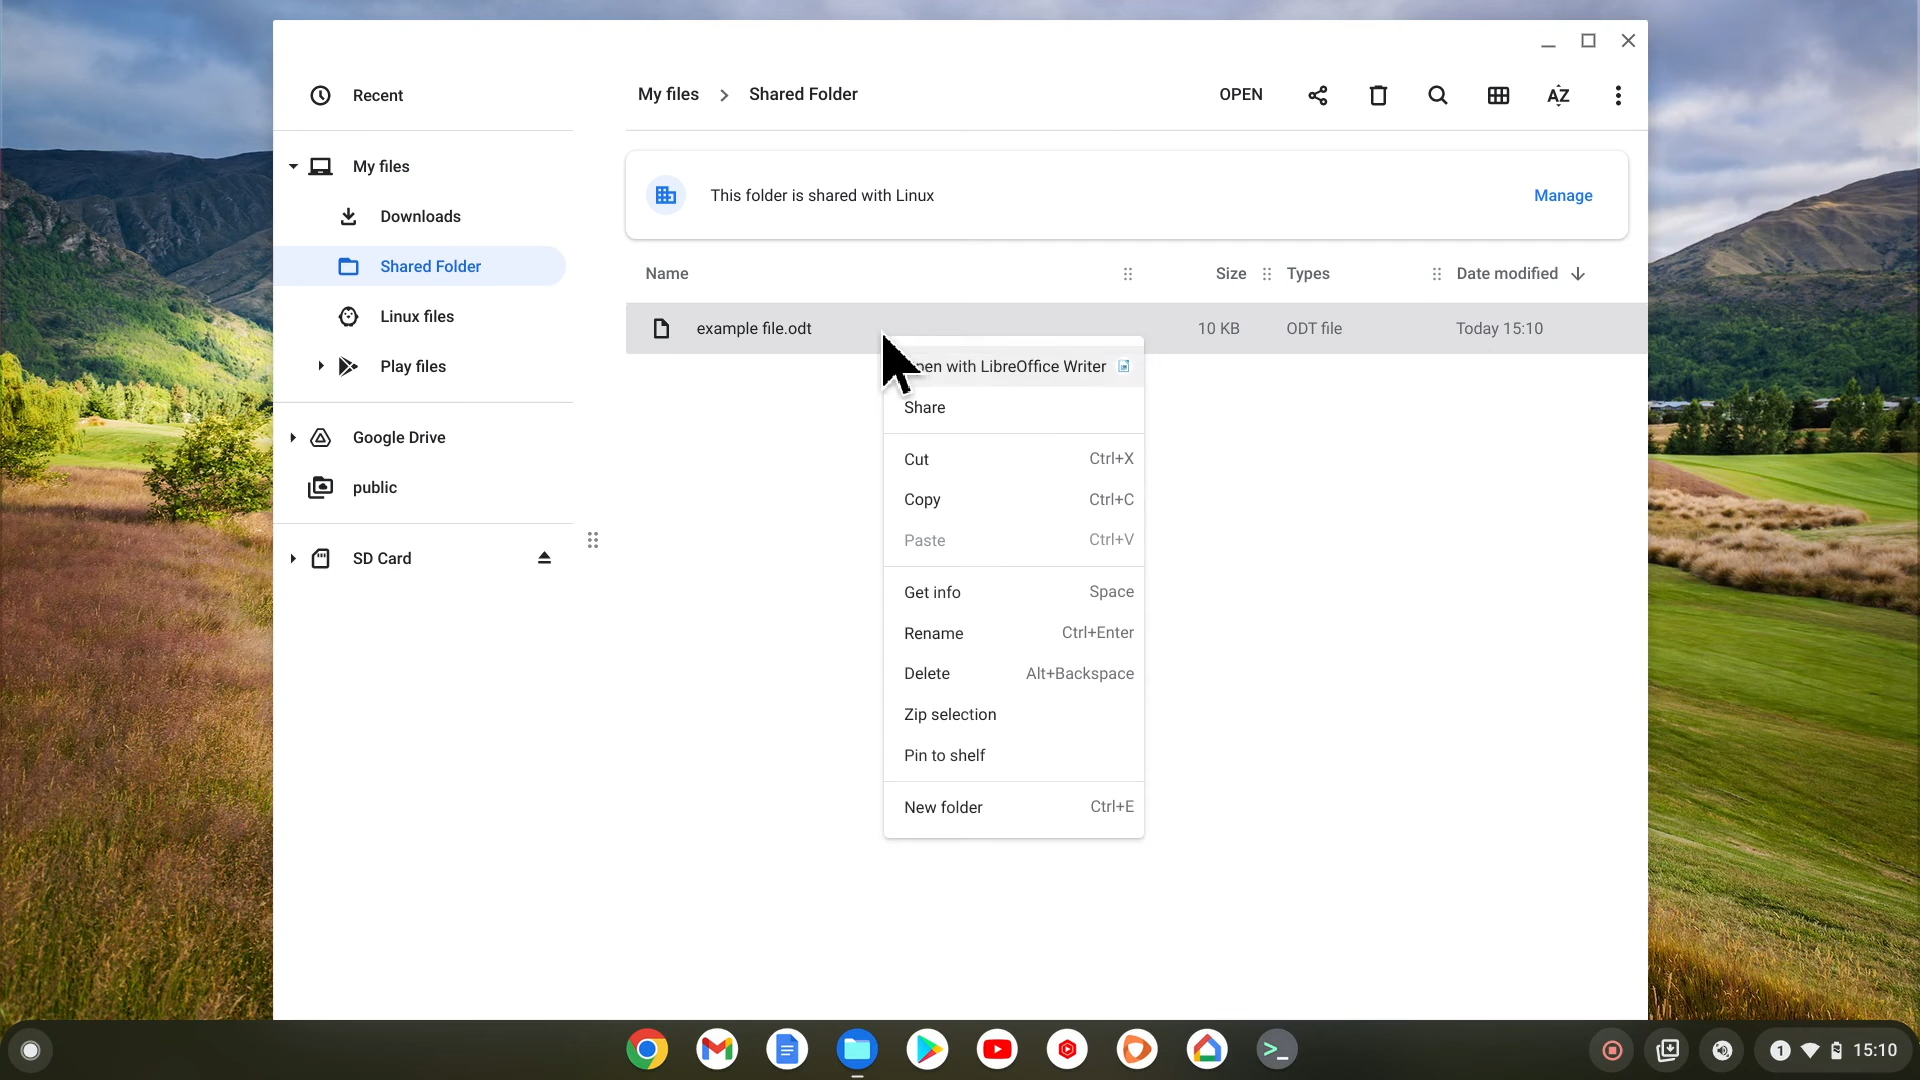 Recent
My files
Downloads
Shared Folder
Linux files
Play files
Google Drive
public
SD Card
My files > Shared Folder
OPEN
AZ
This folder is shared with Linux
Manage
Name
Size
Types
Date modified
example file.odt
10 KB
ODT file
Today 15:10
pen with LibreOffice Writer
Share
Cut Ctrl+X
Copy Ctrl+C
Paste Ctrl+V
Get info Space
Rename Ctrl+Enter
Delete Alt+Backspace
Zip selection
Pin to shelf
New folder Ctrl+E
1
15:10